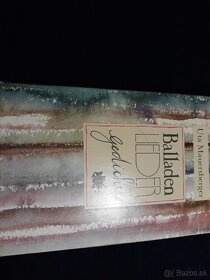 Uta Mauersberger
Balladen
LIEDER
gedichte
© Bazos.sk